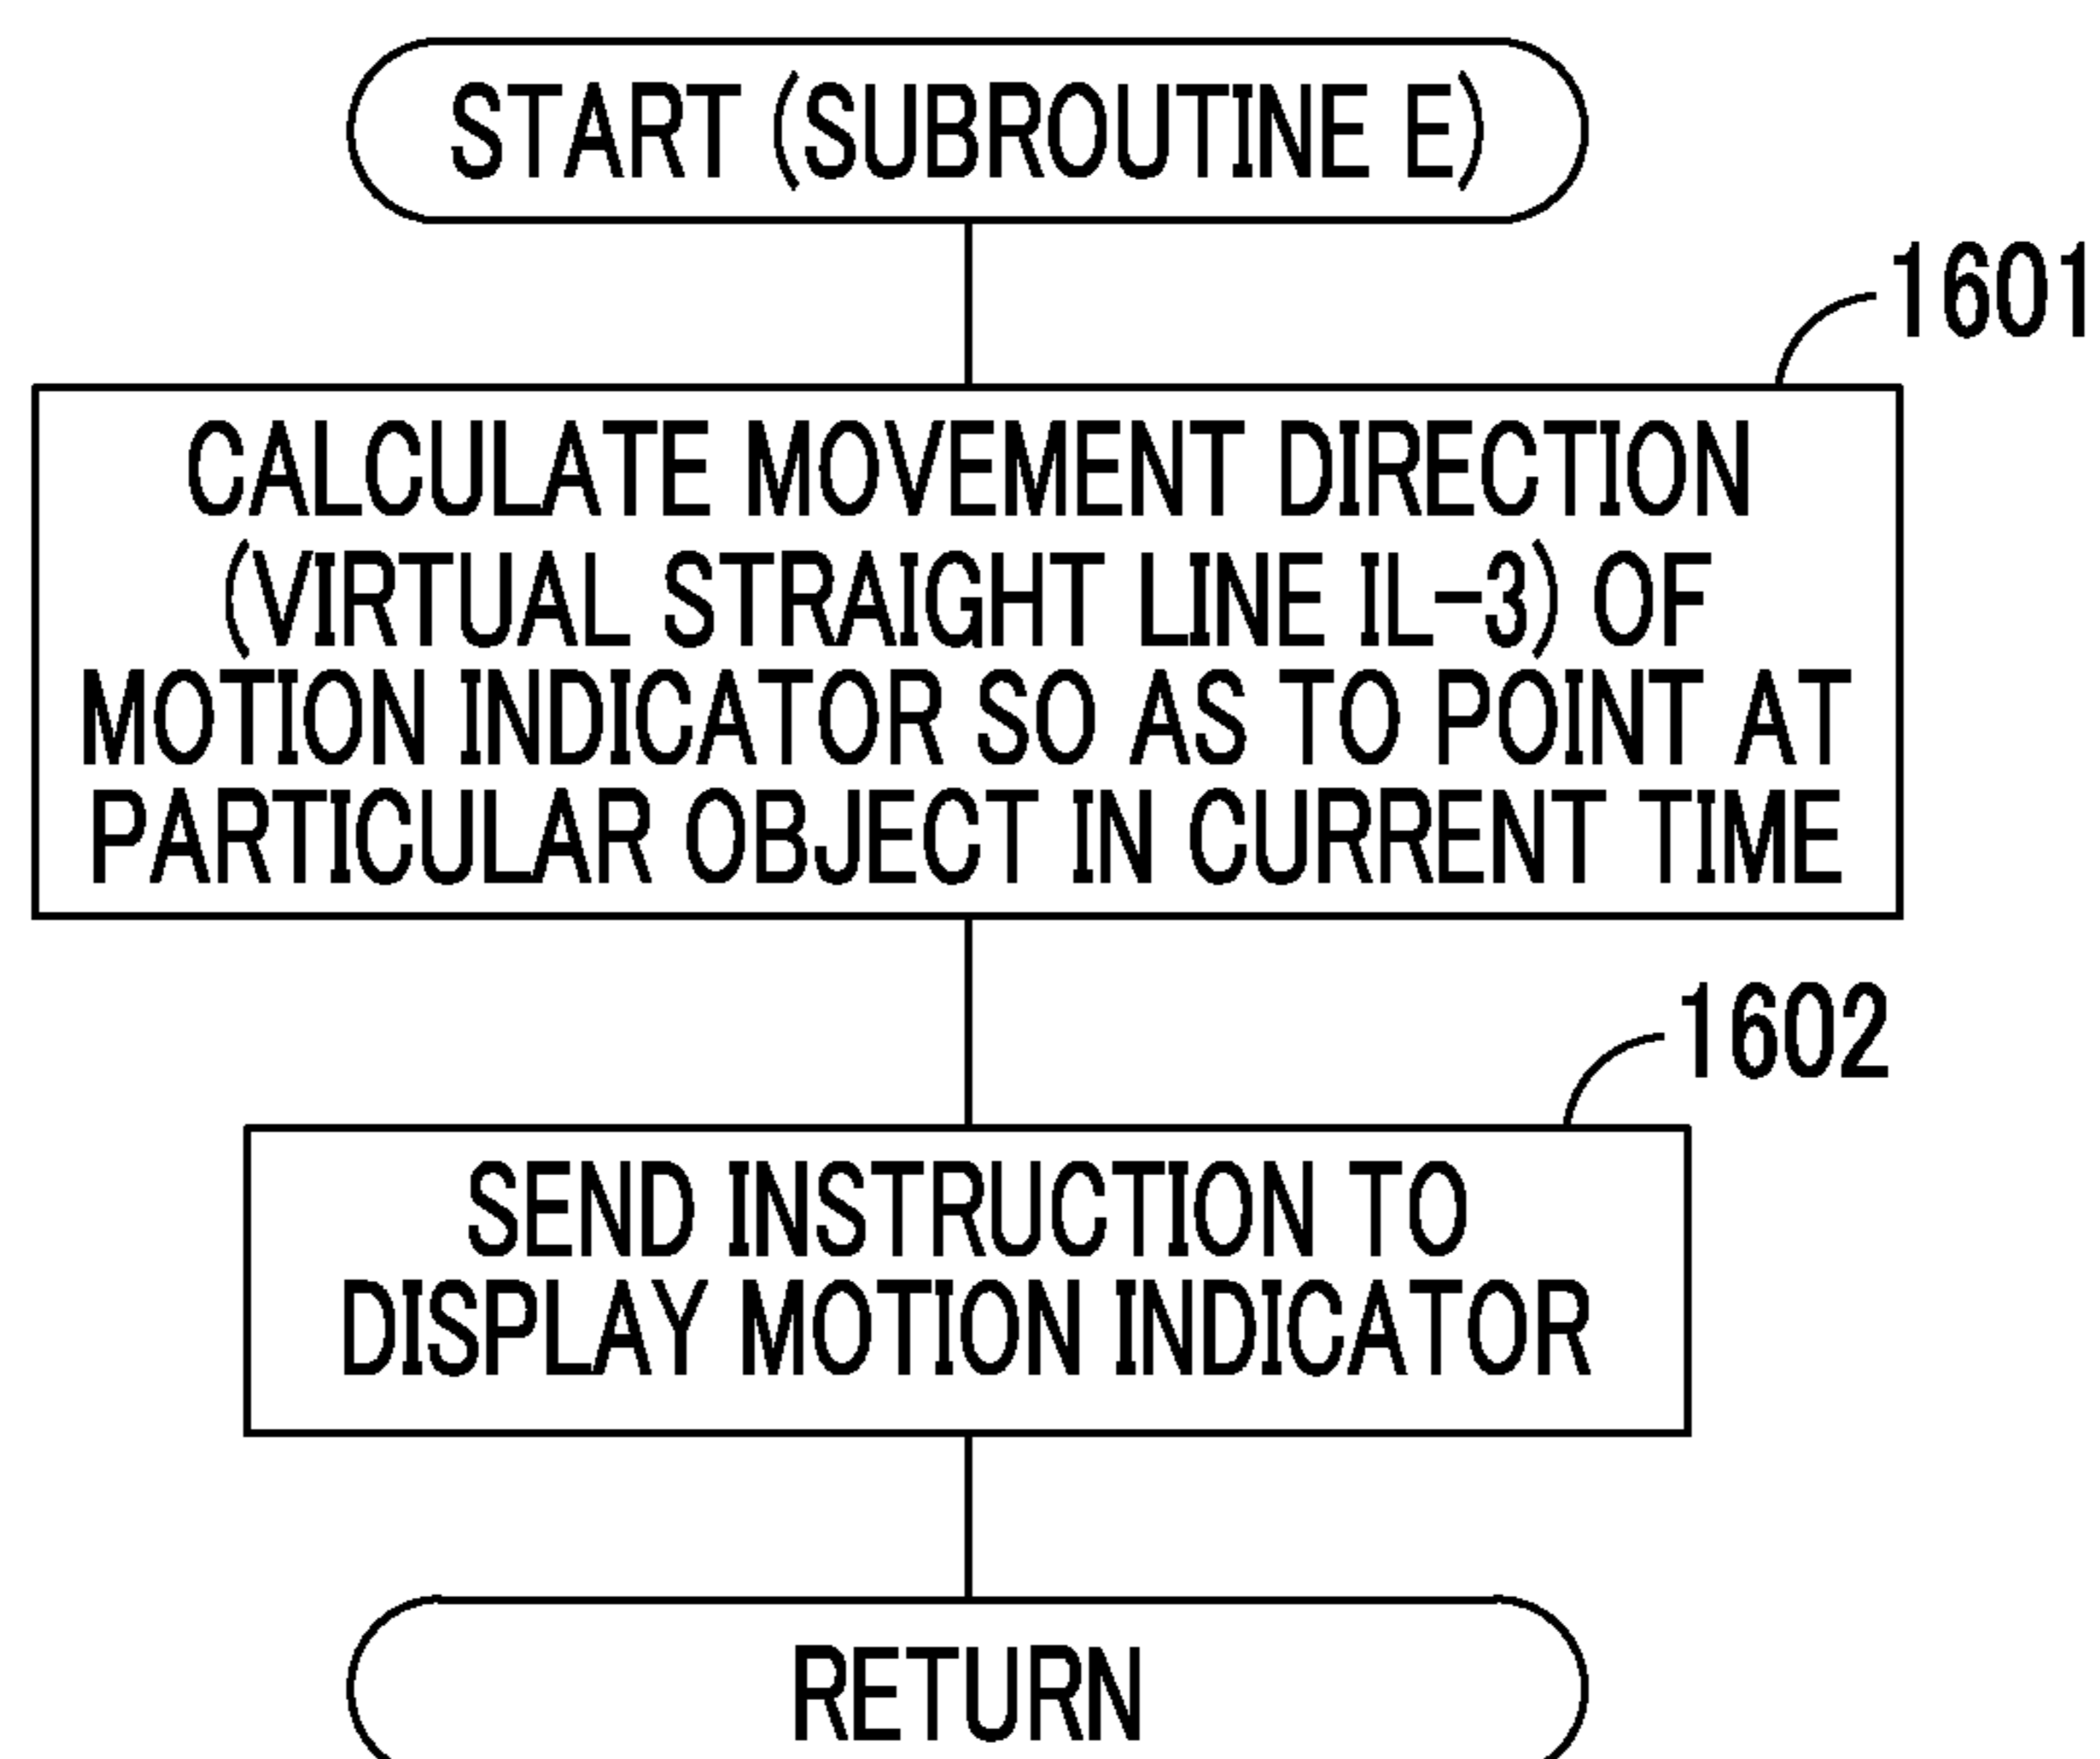 START (SUBROUTINE E)
1601
CALCULATE MOVEMENT DIRECTION
(VIRTUAL STRAIGHT LINE IL-3) OF
MOTION INDICATOR SO AS TO POINT AT
PARTICULAR OBJECT IN CURRENT TIME
1602
SEND INSTRUCTION TO
DISPLAY MOTION INDICATOR
RETURN